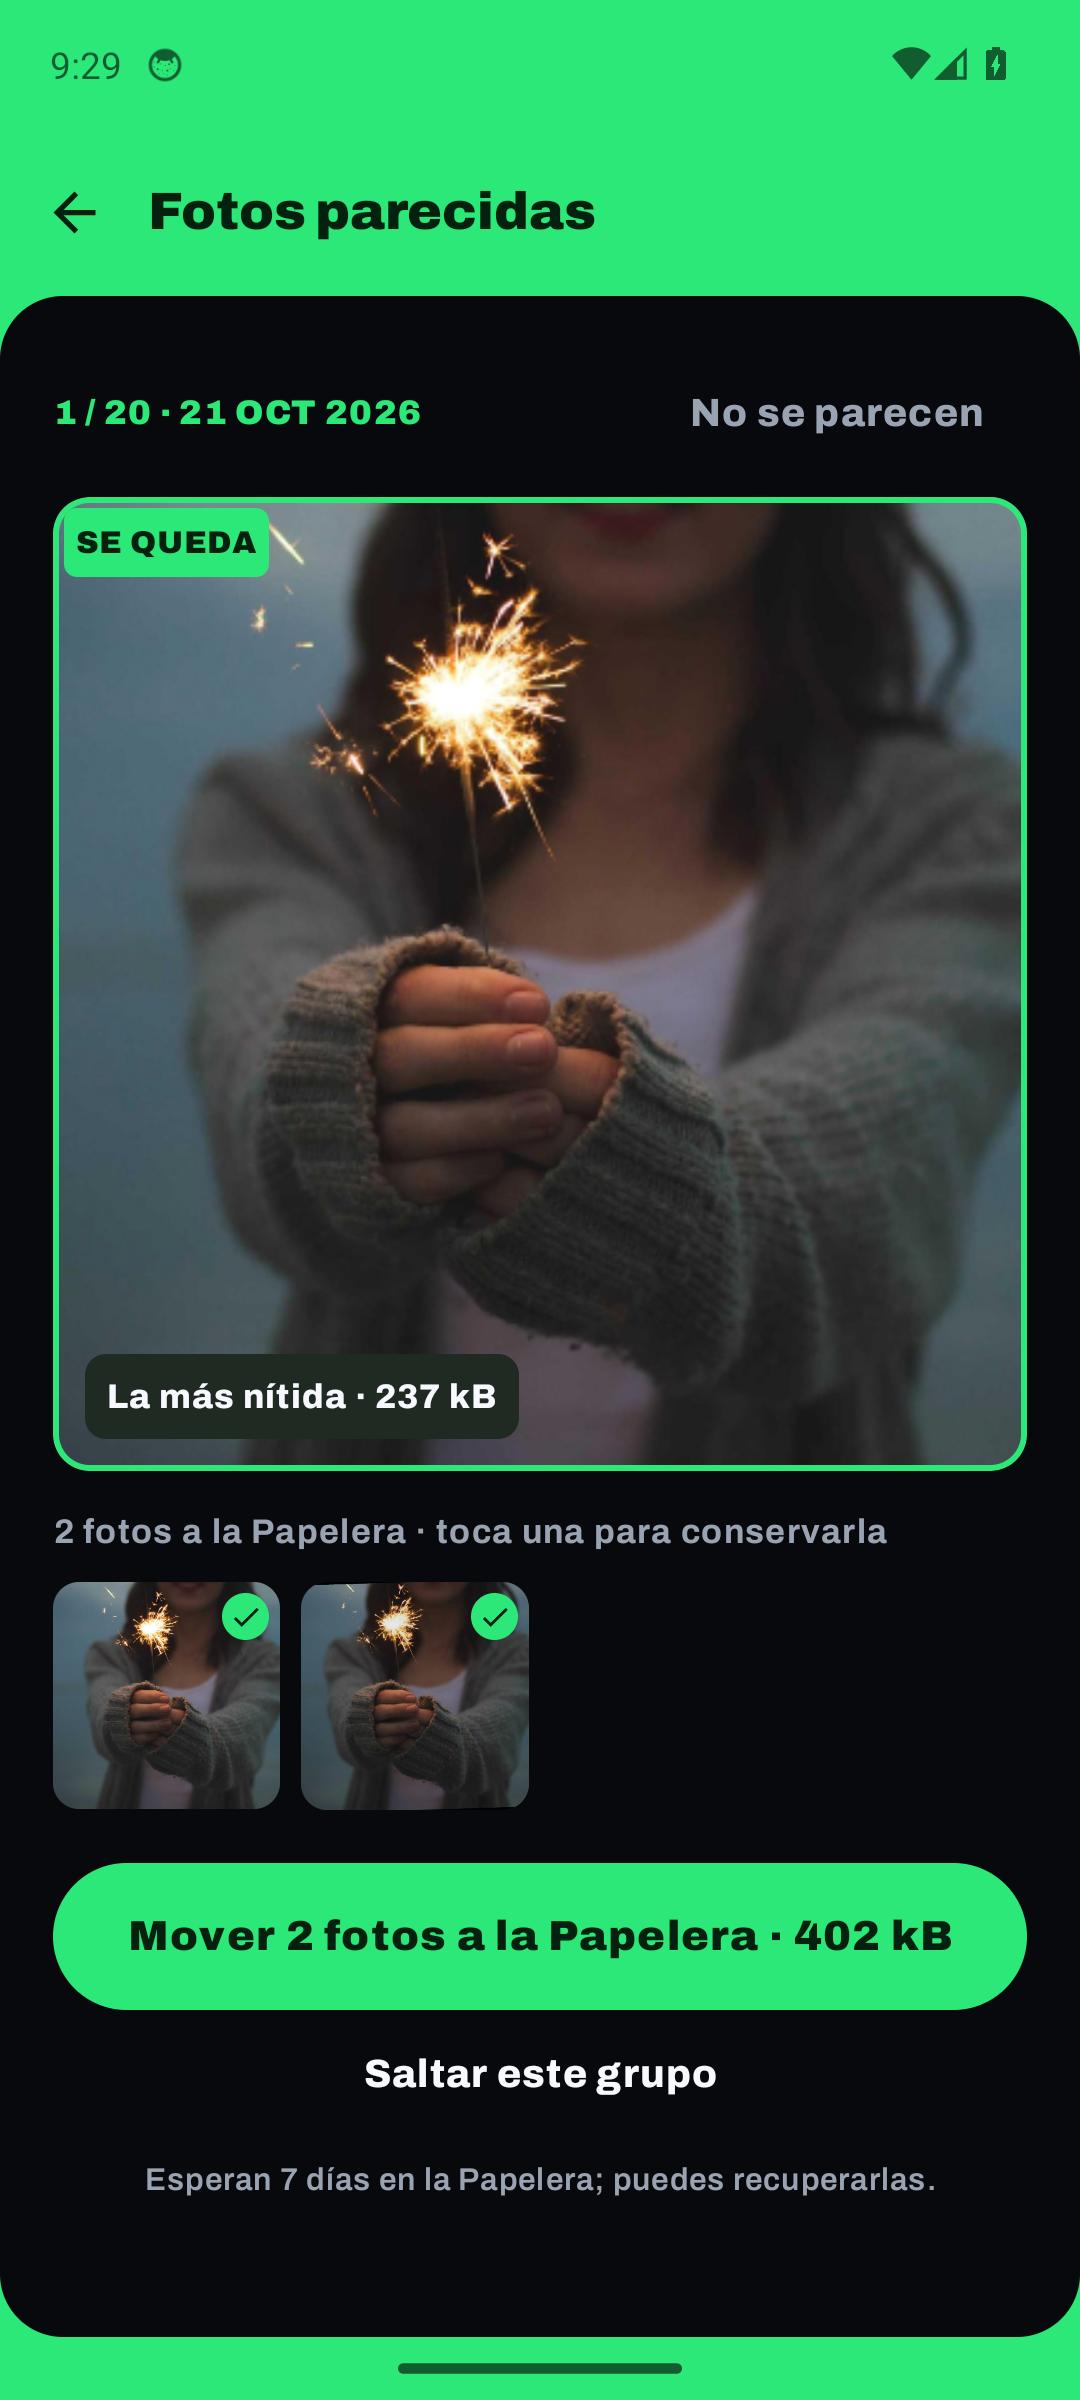 9:29
Fotos parecidas
1 / 20 · 21 OCT 2026
No se parecen
SE QUEDA
La más nítida · 237 kB
2 fotos a la Papelera · toca una para conservarla
Mover 2 fotos a la Papelera · 402 kB
Saltar este grupo
Esperan 7 días en la Papelera; puedes recuperarlas.